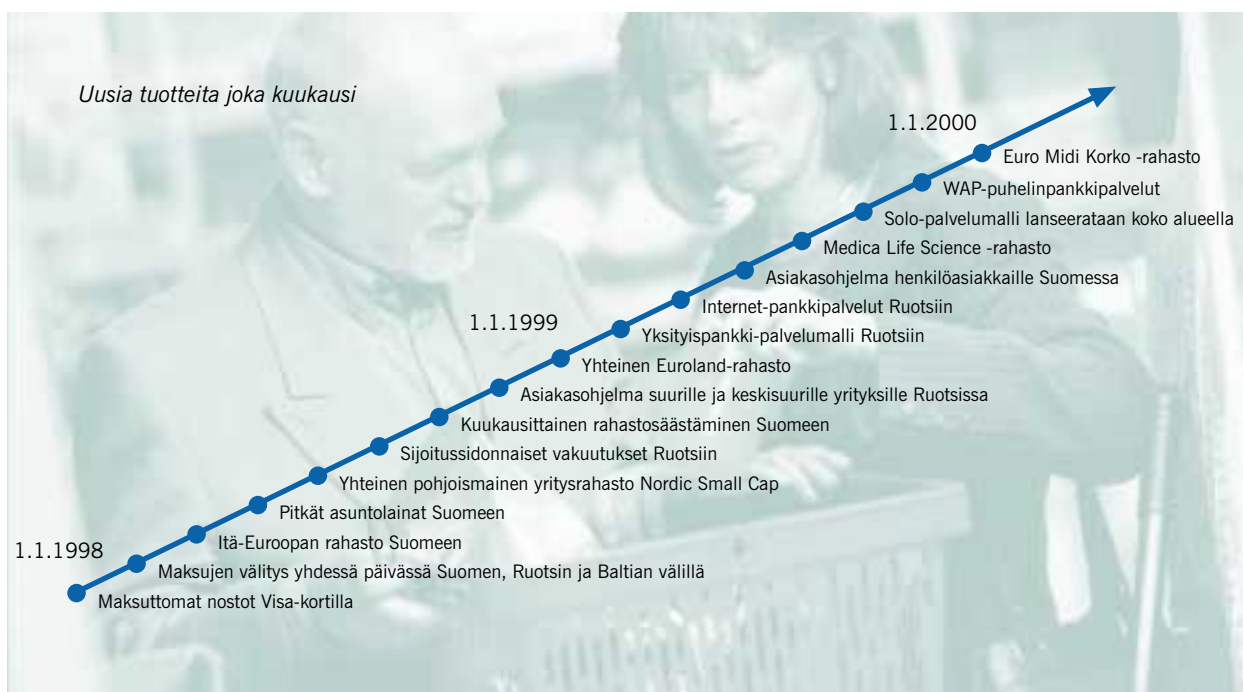 Uusia tuotteita joka kuukausi
1.1.2000
Euro Midi Korko -rahasto
WAP-puhelinpankkipalvelut
Solo-palvelumalli lanseerataan koko alueella
Medica Life Science -rahasto
Asiakasohjelma henkilöasiakkaille Suomessa
Internet-pankkipalvelut Ruotsiin
1.1.1999
Yksityispankki-palvelumalli Ruotsiin
Yhteinen Euroland-rahasto
Asiakasohjelma suurille ja keskisuurille yrityksille Ruotsissa
Kuukausittainen rahastosäästäminen Suomeen
Sijoitussidonnaiset vakuutukset Ruotsiin
Yhteinen pohjoismainen yritysrahasto Nordic Small Cap
Pitkät asuntolainat Suomeen
Itä-Euroopan rahasto Suomeen
1.1.1998
Maksujen välitys yhdessä päivässä Suomen, Ruotsin ja Baltian välillä
Maksuttomat nostot Visa-kortilla